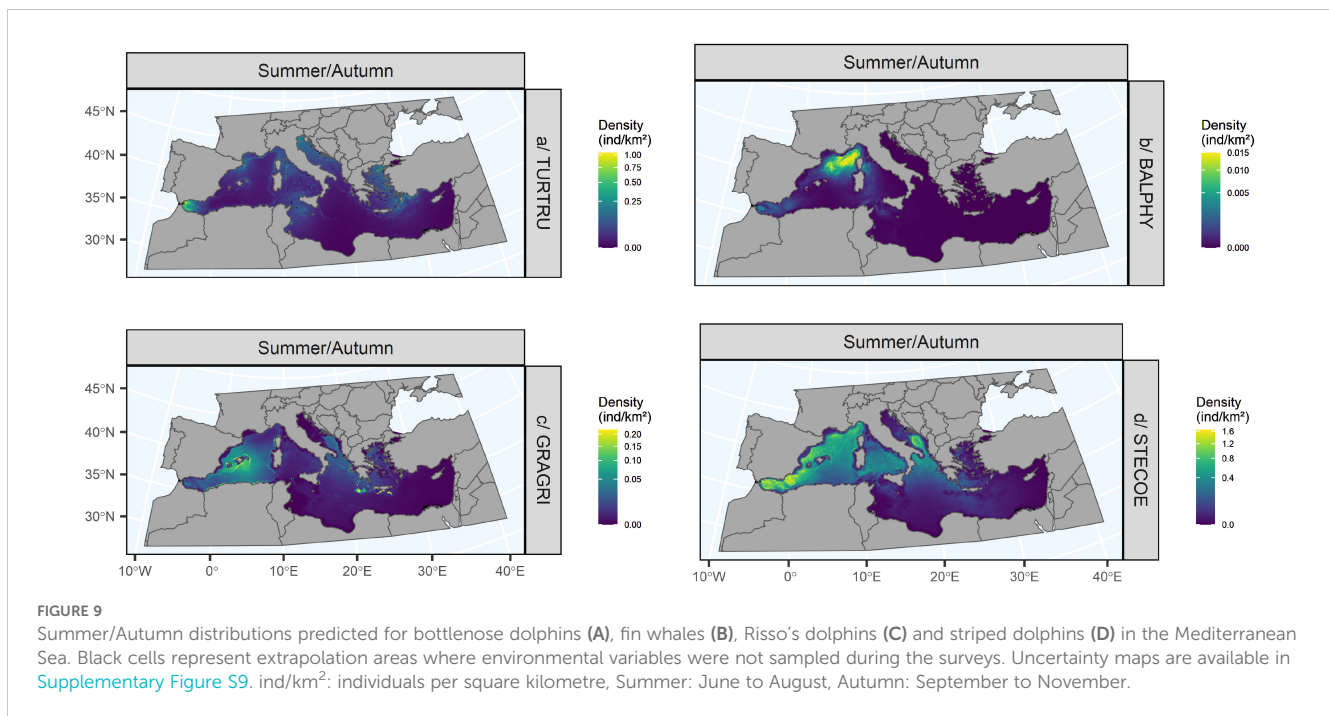 Summer/Autumn
45°N
40°N
35°N
30°N
a/ TURTRU
Density
(ind/km²)
1.00
0.75
0.50
0.25
0.00
Summer/Autumn
b/ BALPHY
Density
(ind/km²)
0.015
0.010
0.005
0.000
Summer/Autumn
45°N
40°N
35°N
30°N
10°W 0° 10°E 20°E 30°E 40°E
c/ GRAGRI
Density
(ind/km²)
0.20
0.15
0.10
0.05
0.00
Summer/Autumn
10°W 0° 10°E 20°E 30°E 40°E
d/ STECOE
Density
(ind/km²)
1.6
1.2
0.8
0.4
0.0
FIGURE 9
Summer/Autumn distributions predicted for bottlenose dolphins (A), fin whales (B), Risso's dolphins (C) and striped dolphins (D) in the Mediterranean
Sea. Black cells represent extrapolation areas where environmental variables were not sampled during the surveys. Uncertainty maps are available in
Supplementary Figure S9. ind/km²: individuals per square kilometre, Summer: June to August, Autumn: September to November.